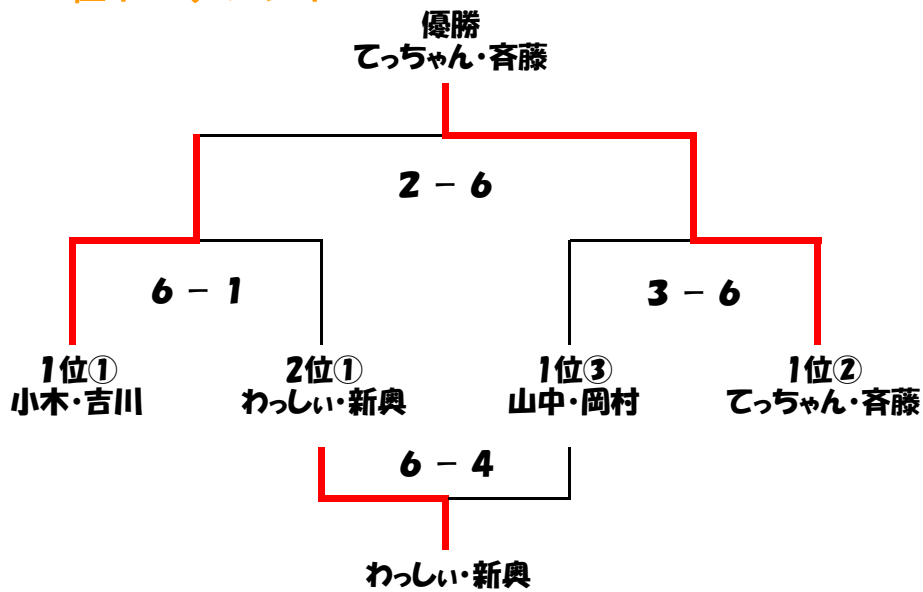 優勝
てっちゃん・斉藤
2 − 6
6 − 1
3 − 6
1位①
小木・吉川
2位①
わっしぃ・新奥
1位③
山中・岡村
1位②
てっちゃん・斉藤
6 − 4
わっしぃ・新奥